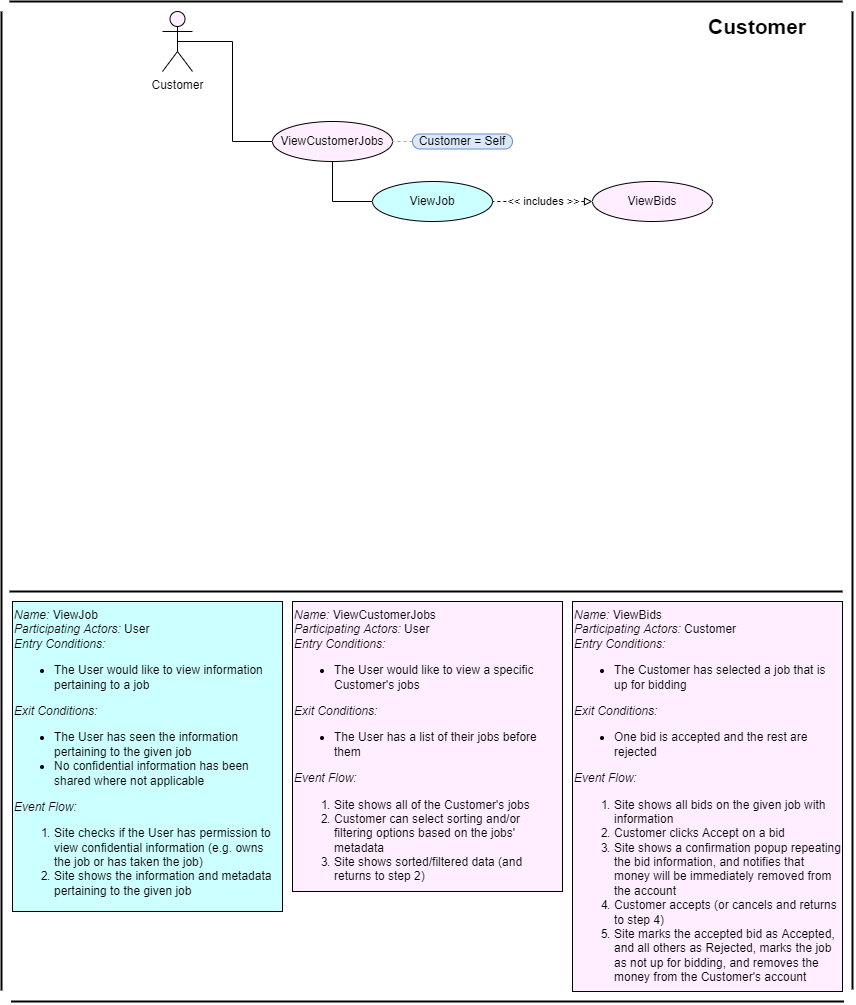 Customer
Customer
ViewCustomerJobs
Customer = Self
ViewJob
<< includes >>
ViewBids
Name: ViewJob
Participating Actors: User
Entry Conditions:
• The User would like to view information
pertaining to a job
Exit Conditions:
• The User has seen the information
pertaining to the given job
• No confidential information has been
shared where not applicable
Event Flow:
1. Site checks if the User has permission to
view confidential information (e.g. owns
the job or has taken the job)
2. Site shows the information and metadata
pertaining to the given job
Name: ViewCustomerJobs
Participating Actors: User
Entry Conditions:
• The User would like to view a specific
Customer's jobs
Exit Conditions:
• The User has a list of their jobs before
them
Event Flow:
1. Site shows all of the Customer's jobs
2. Customer can select sorting and/or
filtering options based on the jobs'
metadata
3. Site shows sorted/filtered data (and
returns to step 2)
Name: ViewBids
Participating Actors: Customer
Entry Conditions:
• The Customer has selected a job that is
up for bidding
Exit Conditions:
• One bid is accepted and the rest are
rejected
Event Flow:
1. Site shows all bids on the given job with
information
2. Customer clicks Accept on a bid
3. Site shows a confirmation popup repeating
the bid information, and notifies that
money will be immediately removed from
the account
4. Customer accepts (or cancels and returns
to step 4)
5. Site marks the accepted bid as Accepted,
and all others as Rejected, marks the job
as not up for bidding, and removes the
money from the Customer's account